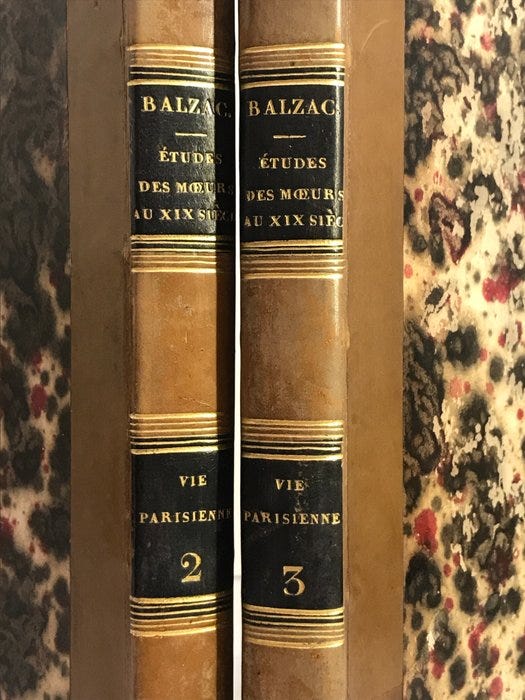 BALZAC.
ÉTUDES
DES MŒURS
AU XIX SIÈC
VIE
PARISIENNE
2
BALZAC
ÉTUDES
DES MŒURS
AU XIX SIÈC
VIE
PARISIENNE
3